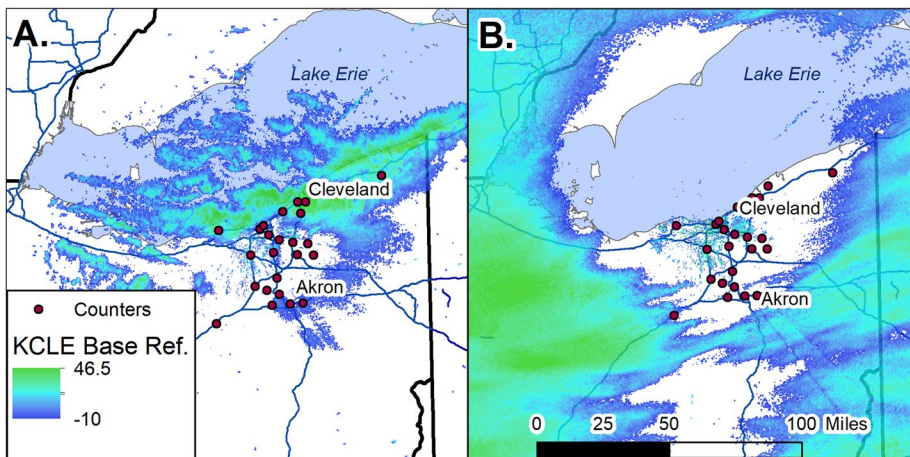 A.
Lake Erie
Cleveland
Akron
Counters
KCLE Base Ref.
46.5
-10
B.
Lake Erie
Cleveland
Akron
0 25 50 100 Miles